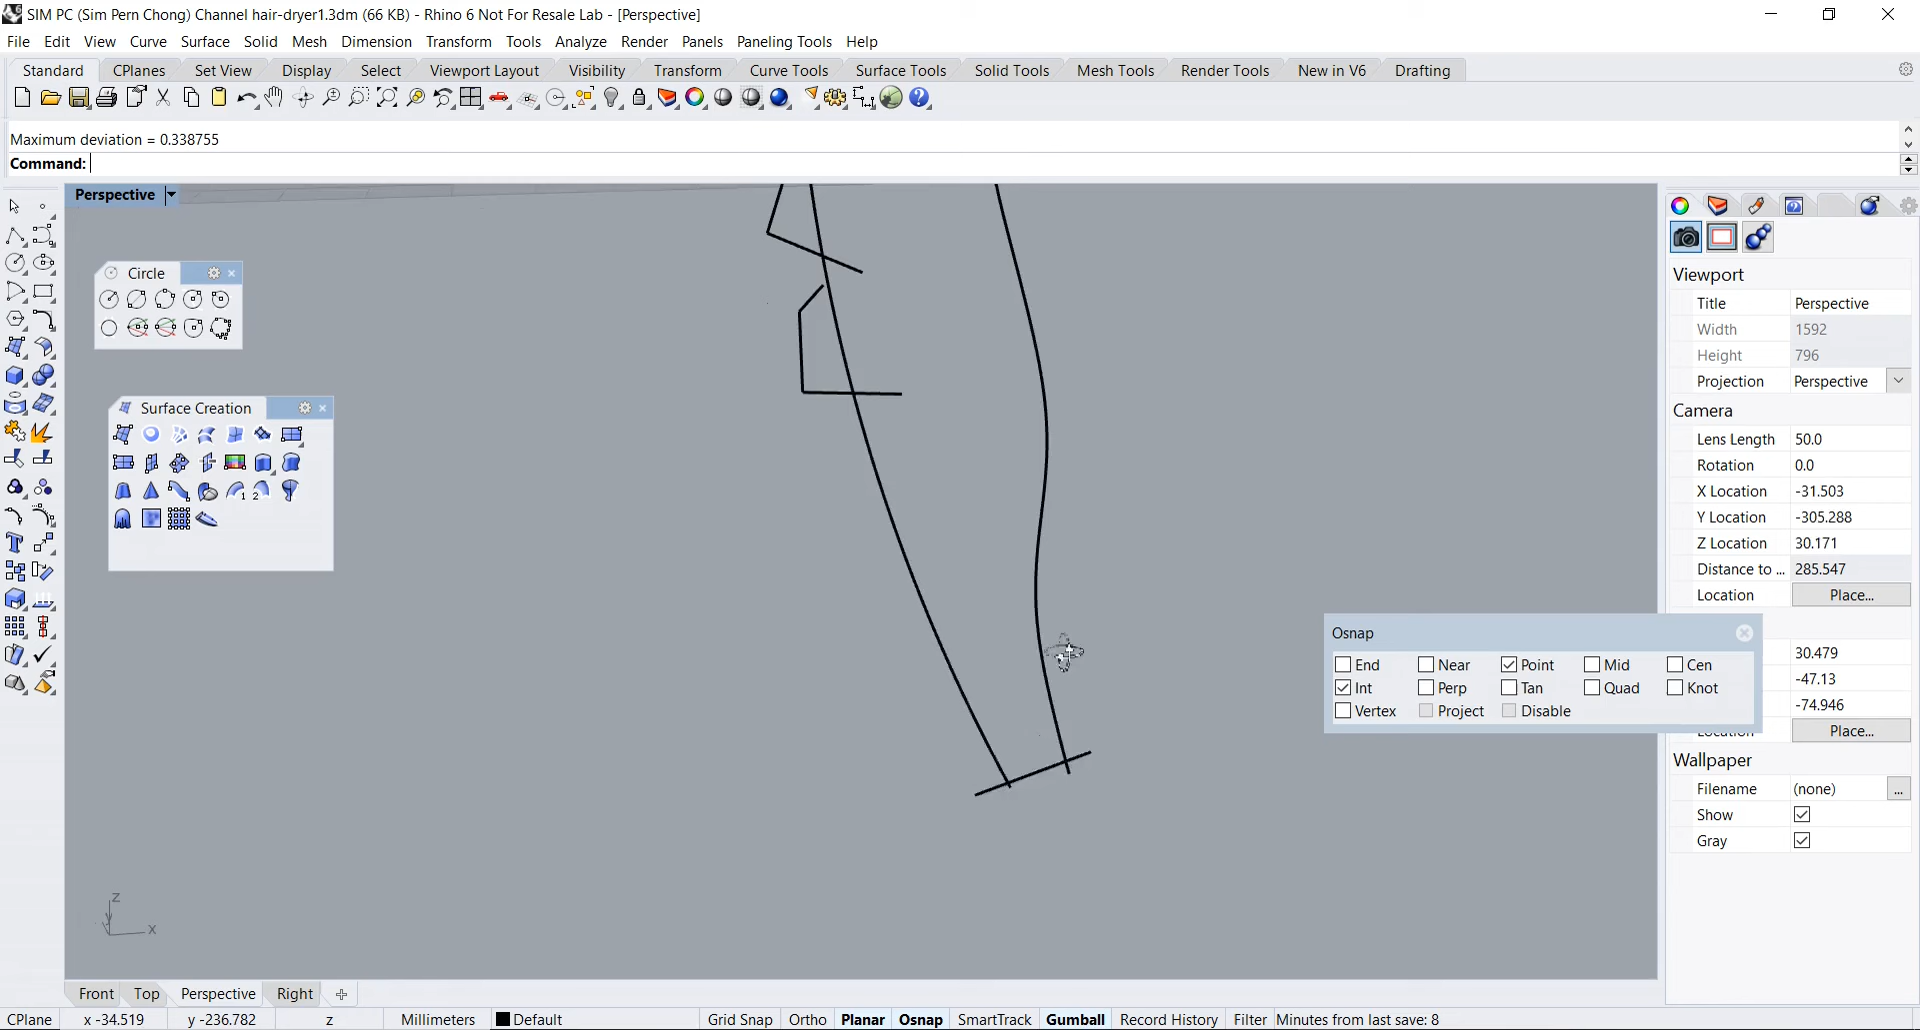 SIM PC (Sim Pern Chong) Channel hair-dryer1.3dm (66 KB) - Rhino 6 Not For Resale Lab - [Perspective]
File Edit View Curve Surface Solid Mesh Dimension Transform Tools Analyze Render Panels Paneling Tools Help
Standard CPlanes Set View Display Select Viewport Layout Visibility Transform Curve Tools Surface Tools Solid Tools Mesh Tools Render Tools New in V6 Drafting
Maximum deviation = 0.338755
Command:
Perspective
Circle
Surface Creation
1 2
Viewport
Title Perspective
Width 1592
Height 796
Projection Perspective
Camera
Lens Length 50.0
Rotation 0.0
X Location -31.503
Y Location -305.288
Z Location 30.171
Distance to ... 285.547
Location Place...
30.479
-47.13
-74.946
Place...
Osnap
End Near Point Mid Cen
Int Perp Tan Quad Knot
Vertex Project Disable
Wallpaper
Filename (none) ...
Show
Gray
z
x
Front Top Perspective Right
CPlane x -34.519 y -236.782 z Millimeters Default Grid Snap Ortho Planar Osnap SmartTrack Gumball Record History Filter Minutes from last save: 8